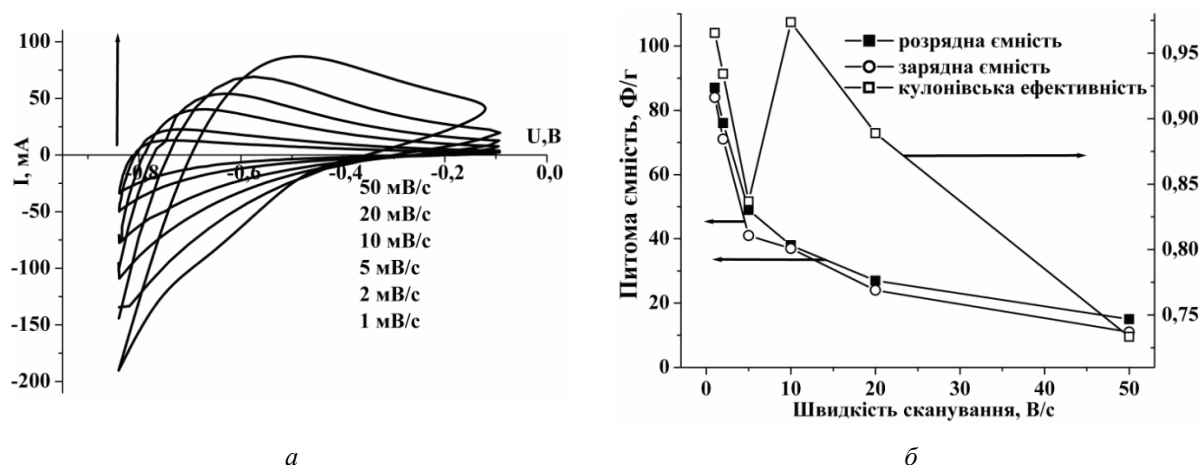 100
50
0
-50
-100
-150
-200
I, мА
U,В
-0,8
-0,6
-0,4
-0,2
0,0
50 мВ/с
20 мВ/с
10 мВ/с
5 мВ/с
2 мВ/с
1 мВ/с
а
розрядна ємність
зарядна ємність
кулонівська ефективність
Питома ємність, Ф/г
100
80
60
40
20
0
0,95
0,90
0,85
0,80
0,75
0
10
20
30
40
50
Швидкість сканування, В/с
б